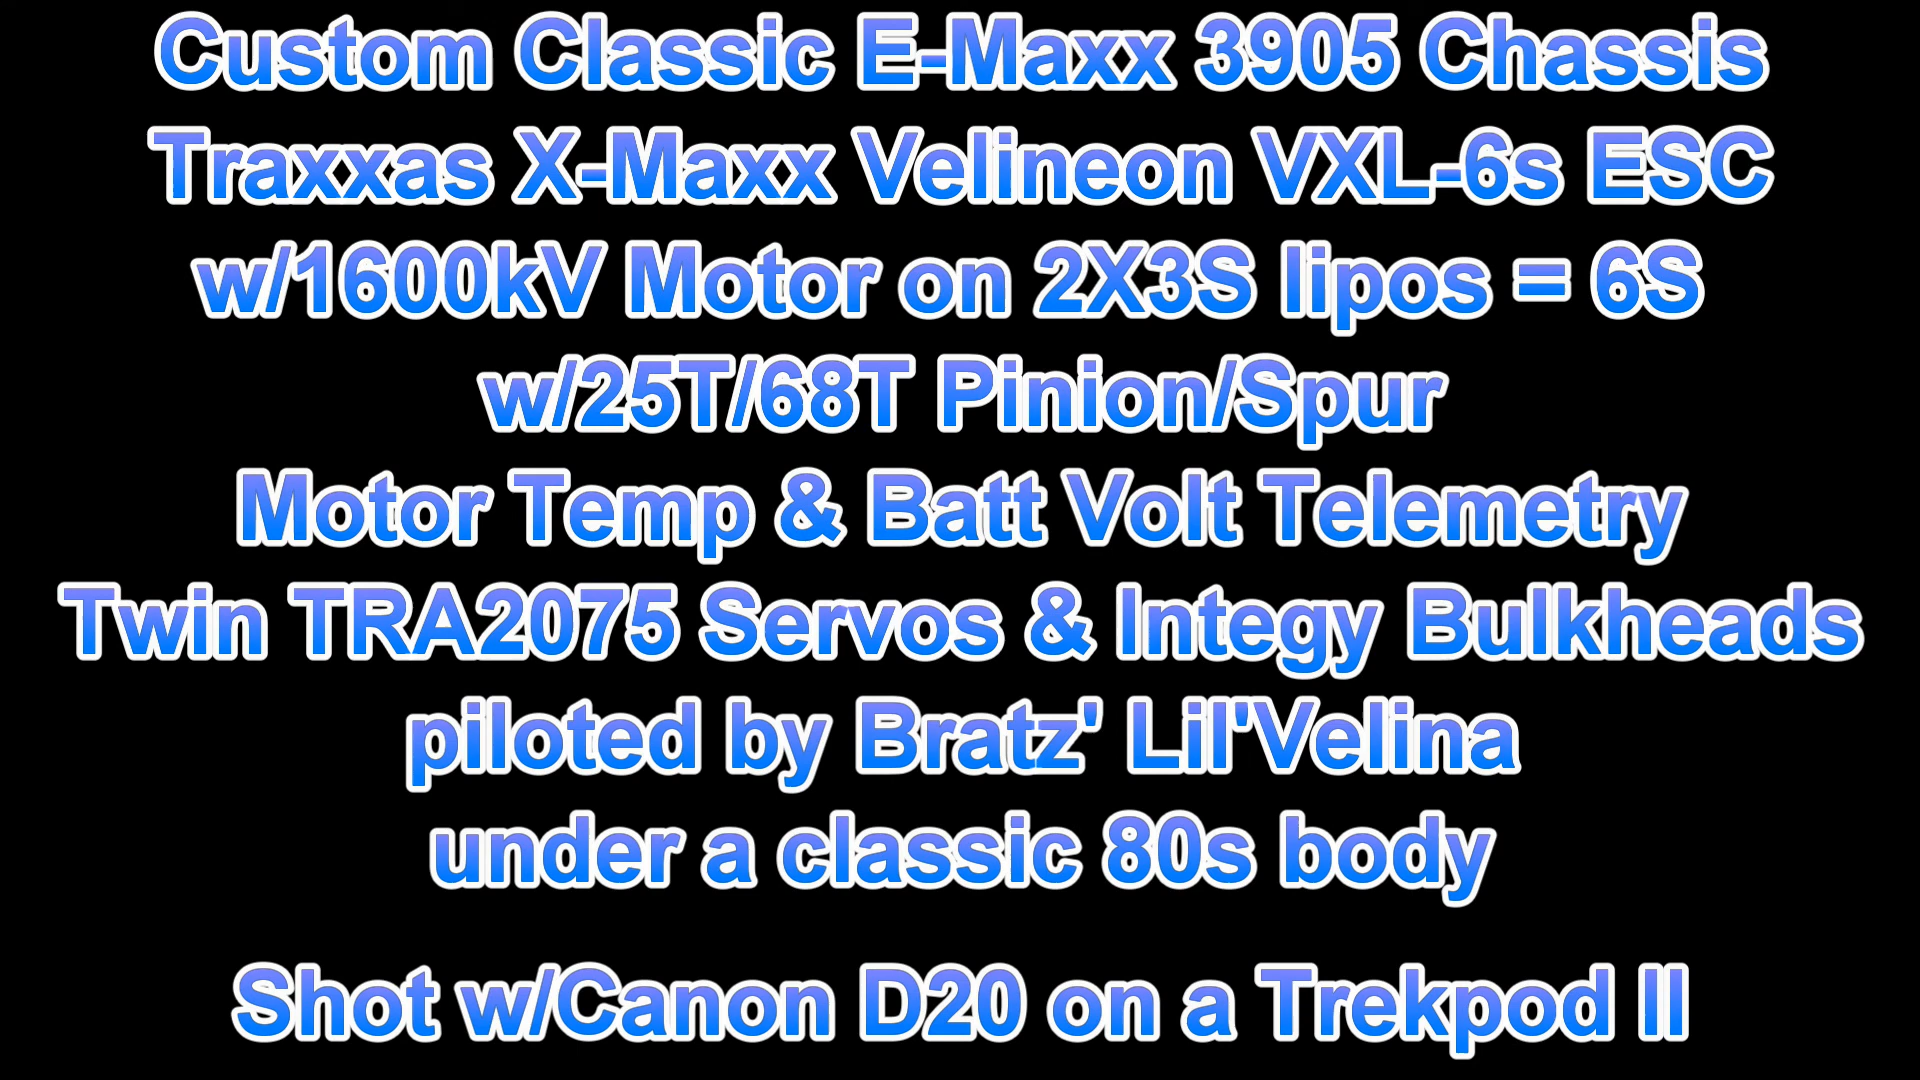 Custom Classic E-Maxx 3905 Chassis
Traxxas X-Maxx Velineon VXL-6s ESC
w/1600kV Motor on 2X3S lipos = 6S
w/25T/68T Pinion/Spur
Motor Temp & Batt Volt Telemetry
Twin TRA2075 Servos & Integy Bulkheads
piloted by Bratz' Lil'Velina
under a classic 80s body
Shot w/Canon D20 on a Trekpod II